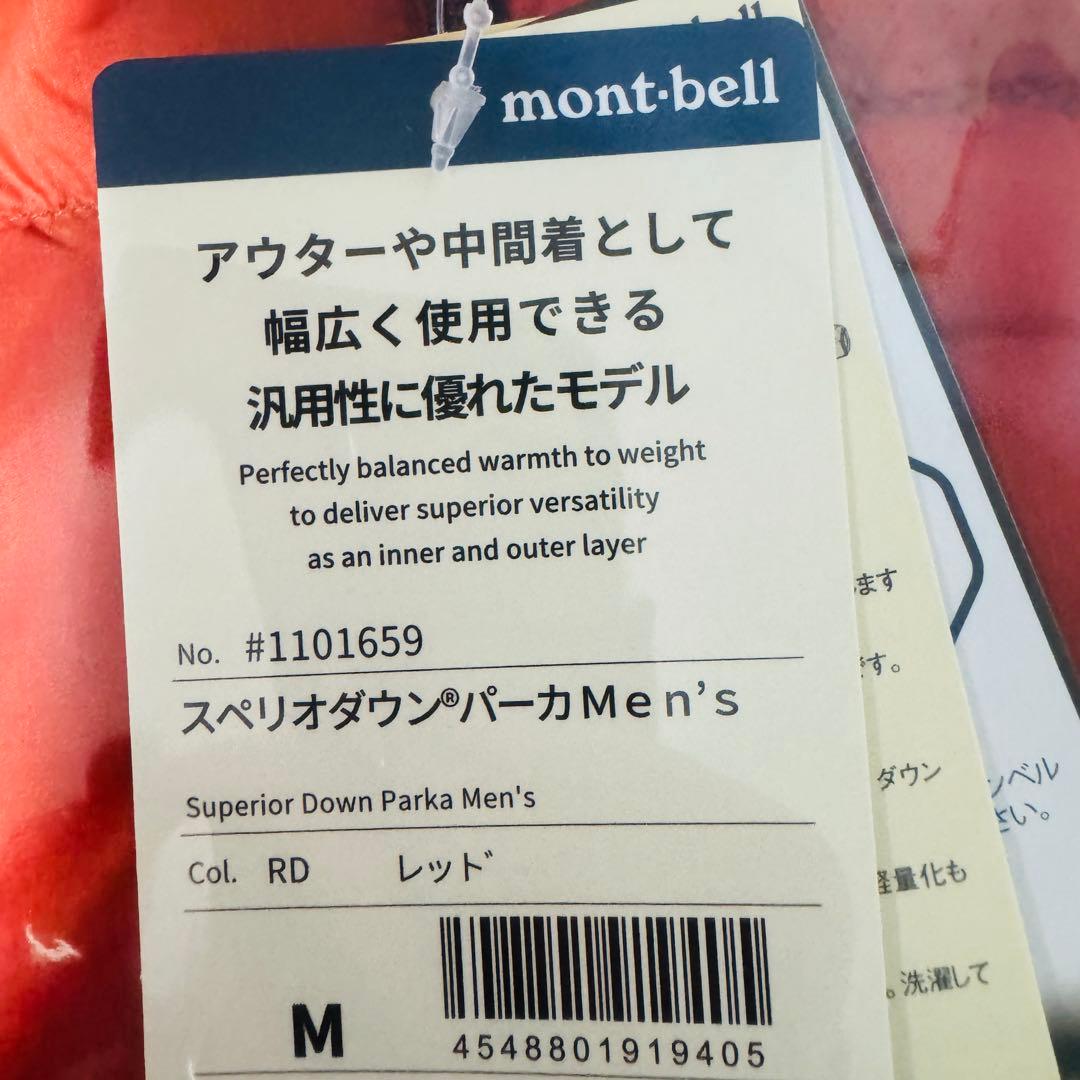 mont-bell
アウターや中間着として
幅広く使用できる
汎用性に優れたモデル
Perfectly balanced warmth to weight
to deliver superior versatility
as an inner and outer layer
No. #1101659
スペリオダウン®パーカMen's
Superior Down Parka Men's
Col. RD レッド
M
4548801919405
ます
です。
ダウン
軽量化も
。洗濯して
ンベル
さい。